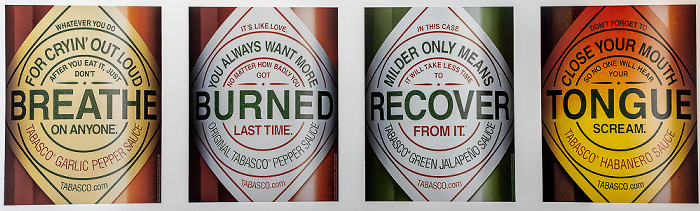 WHATEVER YOU DO
FOR CRYIN' OUT LOUD
AFTER YOU EAT IT, JUST
DON'T
BREATHE
ON ANYONE.
TABASCO® GARLIC PEPPER SAUCE
TABASCO.com
IT'S LIKE LOVE.
YOU ALWAYS WANT MORE
NO MATTER HOW BADLY YOU
GOT
BURNED
LAST TIME.
ORIGINAL TABASCO® PEPPER SAUCE
TABASCO.com
IN THIS CASE
MILDER ONLY MEANS
IT WILL TAKE LESS TIME
TO
RECOVER
FROM IT.
TABASCO® GREEN JALAPEÑO SAUCE
TABASCO.com
DON'T FORGET TO
CLOSE YOUR MOUTH
SO NO ONE WILL HEAR
YOUR
TONGUE
SCREAM.
TABASCO® HABANERO SAUCE
TABASCO.com